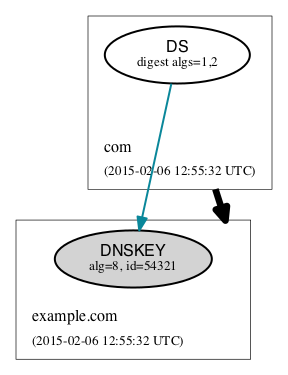 DS
digest algs=1,2
com
(2015-02-06 12:55:32 UTC)
DNSKEY
alg=8, id=54321
example.com
(2015-02-06 12:55:32 UTC)